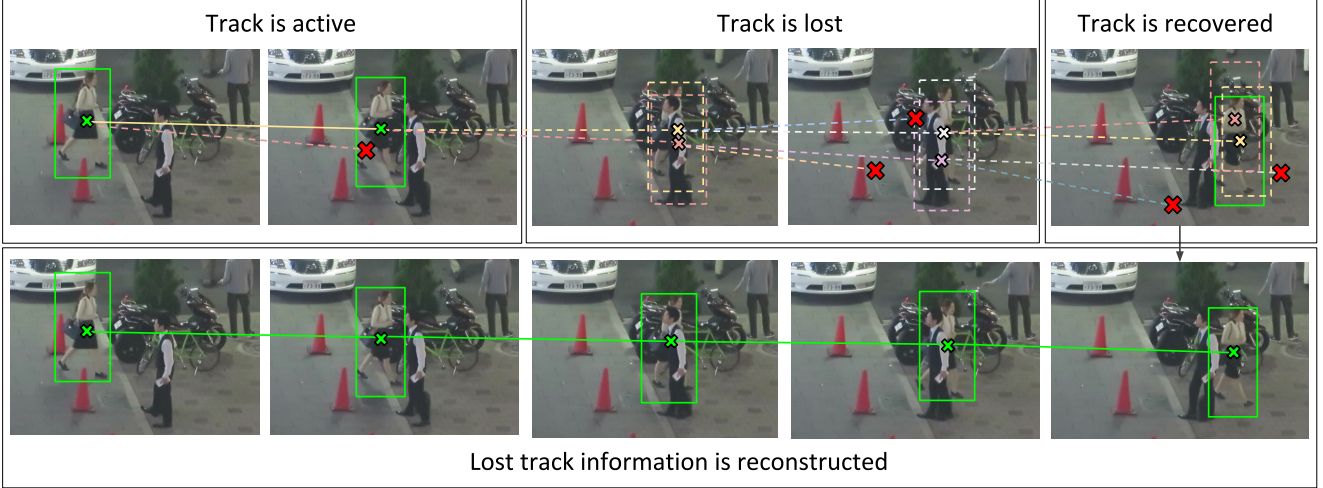 Track is active
Track is lost
Track is recovered
Lost track information is reconstructed